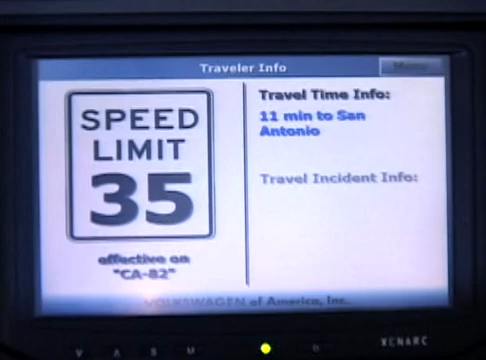 Traveler Info
Menu
SPEED
LIMIT
35
effective on
"CA-82"
Travel Time Info:
11 min to San
Antonio
Travel Incident Info:
VOLKSWAGEN of America, Inc.
V A S M
XENARC